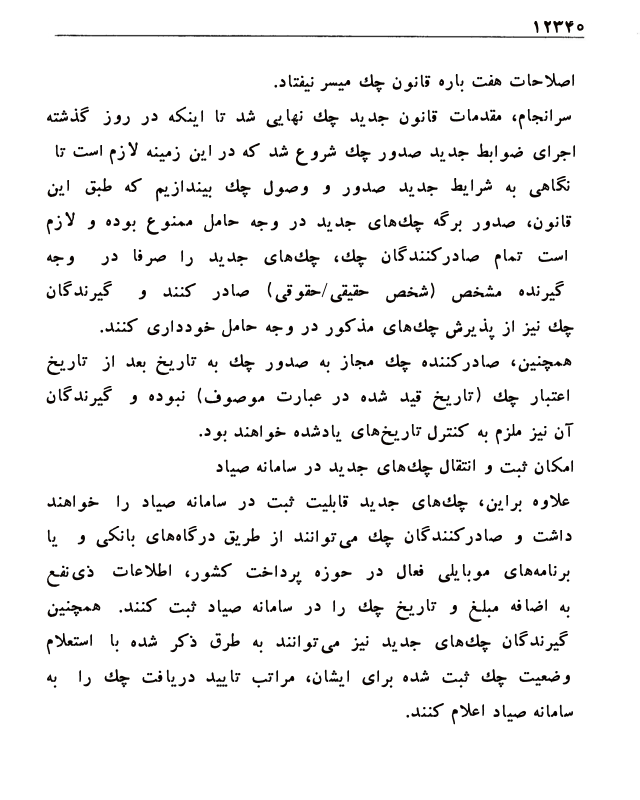 ۱۲۳۴۰
اصلاحات هفت باره قانون چك میسر نیفتاد.
سرانجام، مقدمات قانون جدید چك نهایی شد تا اینکه در روز گذشته
اجرای ضوابط جدید صدور چك شروع شد که در این زمینه لازم است تا
نگاهی به شرایط جدید صدور و وصول چك بیندازیم که طبق این
قانون، صدور برگه چك‌های جدید در وجه حامل ممنوع بوده و لازم
است تمام صادرکنندگان چك، چك‌های جدید را صرفا در وجه
گیرنده مشخص (شخص حقیقی/حقوقی) صادر کنند و گیرندگان
چك نیز از پذیرش چك‌های مذکور در وجه حامل خودداری کنند.
همچنین، صادرکننده چك مجاز به صدور چك به تاریخ بعد از تاریخ
اعتبار چك (تاریخ قید شده در عبارت موصوف) نبوده و گیرندگان
آن نیز ملزم به کنترل تاریخ‌های یادشده خواهند بود.
امکان ثبت و انتقال چك‌های جدید در سامانه صیاد
علاوه براین، چك‌های جدید قابلیت ثبت در سامانه صیاد را خواهند
داشت و صادرکنندگان چك می‌توانند از طریق درگاه‌های بانکی و یا
برنامه‌های موبایلی فعال در حوزه پرداخت کشور، اطلاعات ذی‌نفع
به اضافه مبلغ و تاریخ چك را در سامانه صیاد ثبت کنند. همچنین
گیرندگان چك‌های جدید نیز می‌توانند به طرق ذکر شده با استعلام
وضعیت چك ثبت شده برای ایشان، مراتب تایید دریافت چك را به
سامانه صیاد اعلام کنند.